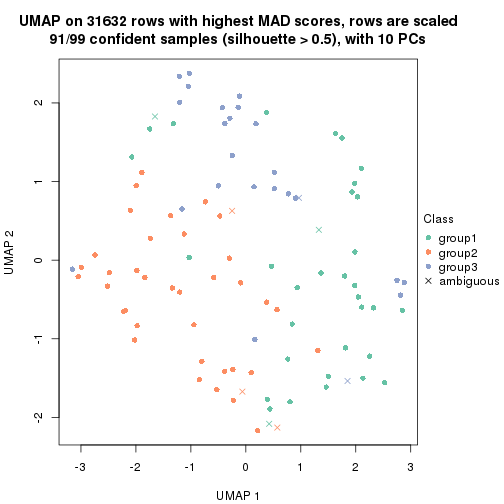 UMAP on 31632 rows with highest MAD scores, rows are scaled
91/99 confident samples (silhouette > 0.5), with 10 PCs
2
1
0
-1
-2
UMAP 2
-3
-2
-1
0
1
2
3
UMAP 1
Class
group1
group2
group3
ambiguous